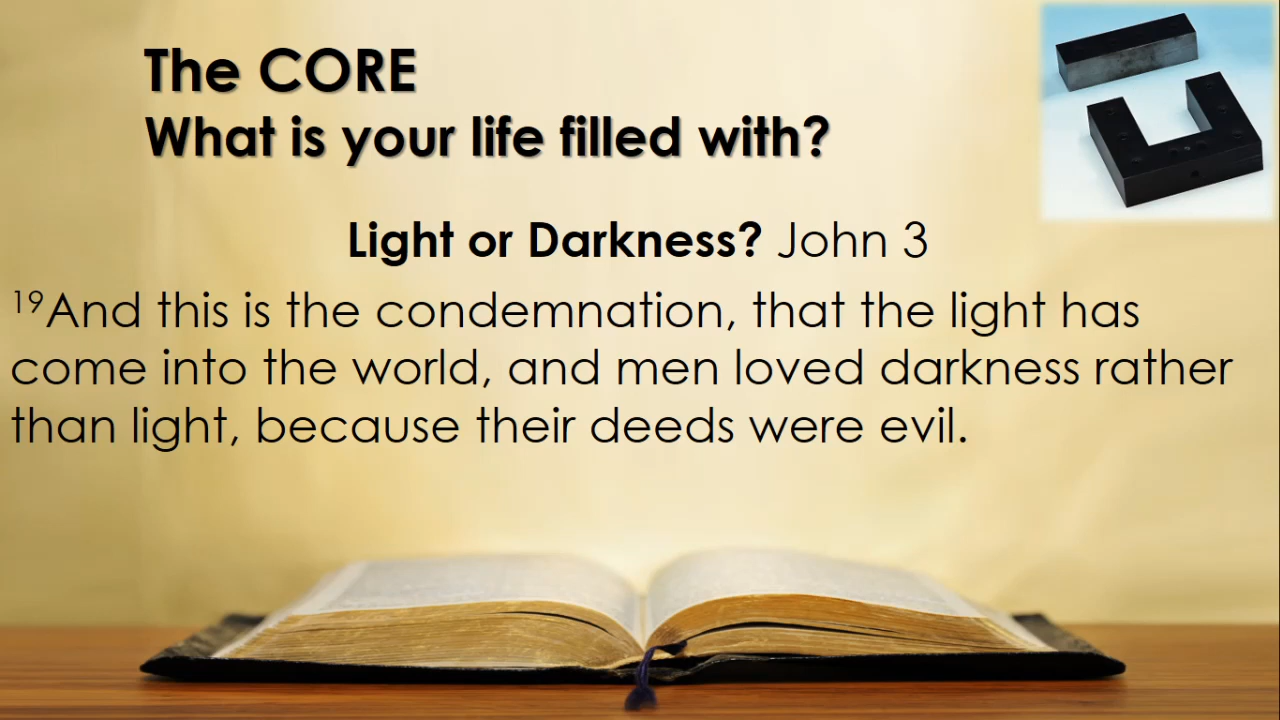 The CORE
What is your life filled with?
Light or Darkness? John 3
19And this is the condemnation, that the light has
come into the world, and men loved darkness rather
than light, because their deeds were evil.